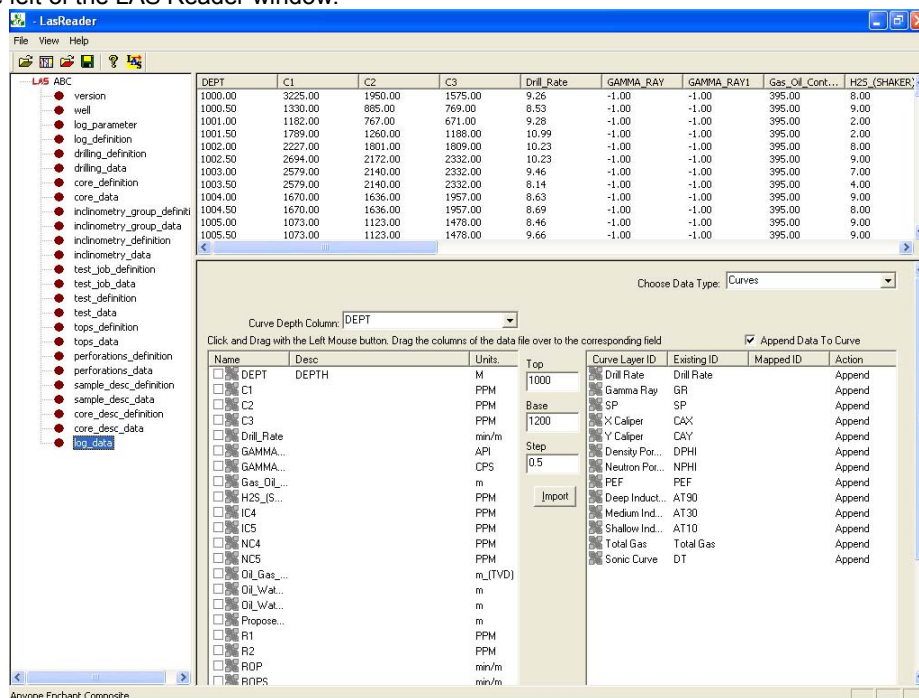 left of the LAS Reader window.
- LasReader
File View Help
LAS ABC
version
well
log_parameter
log_definition
drilling_definition
drilling_data
core_definition
core_data
inclinometry_group_definiti
inclinometry_group_data
inclinometry_definition
inclinometry_data
test_job_definition
test_job_data
test_definition
test_data
tops_definition
tops_data
perforations_definition
perforations_data
sample_desc_definition
sample_desc_data
core_desc_definition
core_desc_data
log_data
DEPT C1 C2 C3 Drill_Rate GAMMA_RAY GAMMA_RAY1 Gas_Oil_Cont... H2S_(SHAKER)
1000.00 3225.00 1950.00 1575.00 9.26 -1.00 -1.00 395.00 8.00
1000.50 1330.00 885.00 769.00 8.53 -1.00 -1.00 395.00 9.00
1001.00 1182.00 767.00 671.00 9.28 -1.00 -1.00 395.00 2.00
1001.50 1789.00 1260.00 1188.00 10.99 -1.00 -1.00 395.00 2.00
1002.00 2227.00 1801.00 1809.00 10.23 -1.00 -1.00 395.00 8.00
1002.50 2694.00 2172.00 2332.00 10.23 -1.00 -1.00 395.00 9.00
1003.00 2579.00 2140.00 2332.00 9.46 -1.00 -1.00 395.00 7.00
1003.50 2579.00 2140.00 2332.00 8.14 -1.00 -1.00 395.00 4.00
1004.00 1670.00 1636.00 1957.00 8.63 -1.00 -1.00 395.00 9.00
1004.50 1670.00 1636.00 1957.00 8.69 -1.00 -1.00 395.00 8.00
1005.00 1073.00 1123.00 1478.00 8.46 -1.00 -1.00 395.00 9.00
1005.50 1073.00 1123.00 1478.00 9.66 -1.00 -1.00 395.00 9.00
Choose Data Type: Curves
Curve Depth Column: DEPT
Click and Drag with the Left Mouse button. Drag the columns of the data file over to the corresponding field
Append Data To Curve
Name Desc Units.
DEPT DEPTH M
C1 PPM
C2 PPM
C3 PPM
Drill_Rate min/m
GAMMA... API
GAMMA... CPS
Gas_Oil_... m
H2S_(S... PPM
IC4 PPM
IC5 PPM
NC4 PPM
NC5 PPM
Oil_Gas_... m_(TVD)
Oil_Wat... m
Oil_Wat... m
Propose... m
R1 PPM
R2 PPM
ROP min/m
ROPS min/m
Top
1000
Base
1200
Step
0.5
Import
Curve Layer ID Existing ID Mapped ID Action
Drill Rate Drill Rate Append
Gamma Ray GR Append
SP SP Append
X Caliper CAX Append
Y Caliper CAY Append
Density Por... DPHI Append
Neutron Por... NPHI Append
PEF PEF Append
Deep Induct... AT90 Append
Medium Ind... AT30 Append
Shallow Ind... AT10 Append
Total Gas Total Gas Append
Sonic Curve DT Append
Anyone Enchant Composite